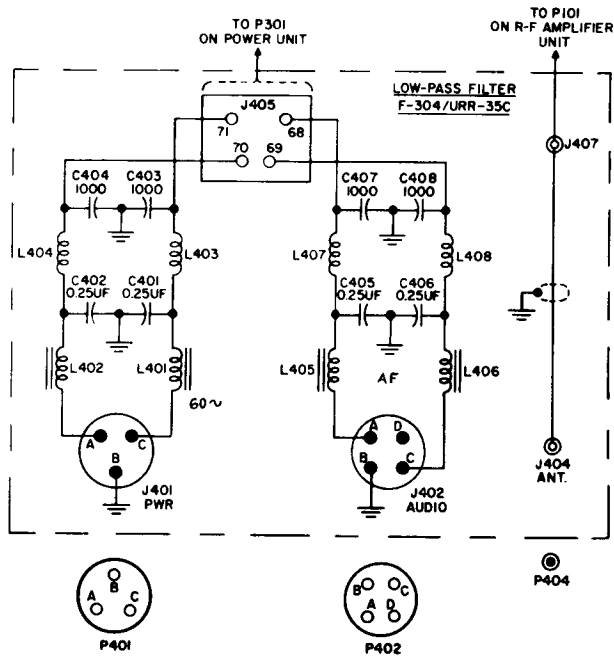 TO P301
ON POWER UNIT
TO P101
ON R-F AMPLIFIER
UNIT
LOW-PASS FILTER
F-304/URR-35C
J405
71
68
70
69
J407
C404
1000
C403
1000
C407
1000
C408
1000
L404
L403
L407
L408
C402
0.25UF
C401
0.25UF
C405
0.25UF
C406
0.25UF
L402
L401
L405
AF
L406
60~
A
C
B
J401
PWR
A
D
B
C
J402
AUDIO
J404
ANT.
B
A
C
P401
B
C
A
D
P402
P404